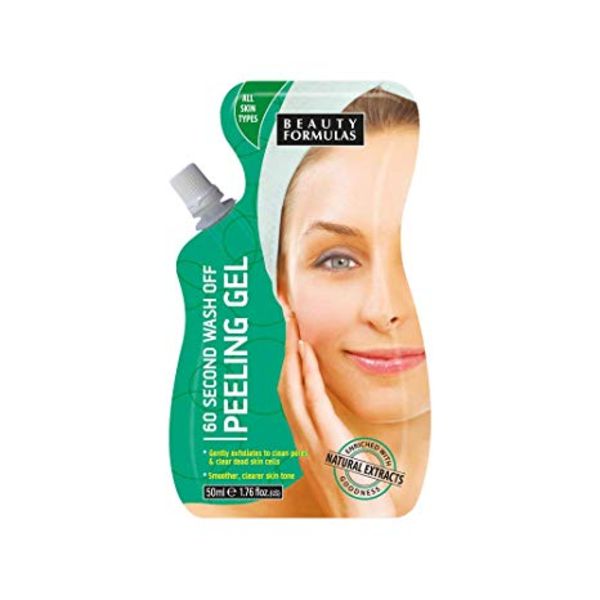 ALL
SKIN
TYPES
BEAUTY
FORMULAS
60 SECOND WASH OFF
PEELING GEL
• Gently exfoliates to clean pores
& clear dead skin cells
• Smoother, clearer skin tone
50ml e 1.76 fl oz.(US)
ENRICHED WITH
NATURAL EXTRACTS
GOODNESS